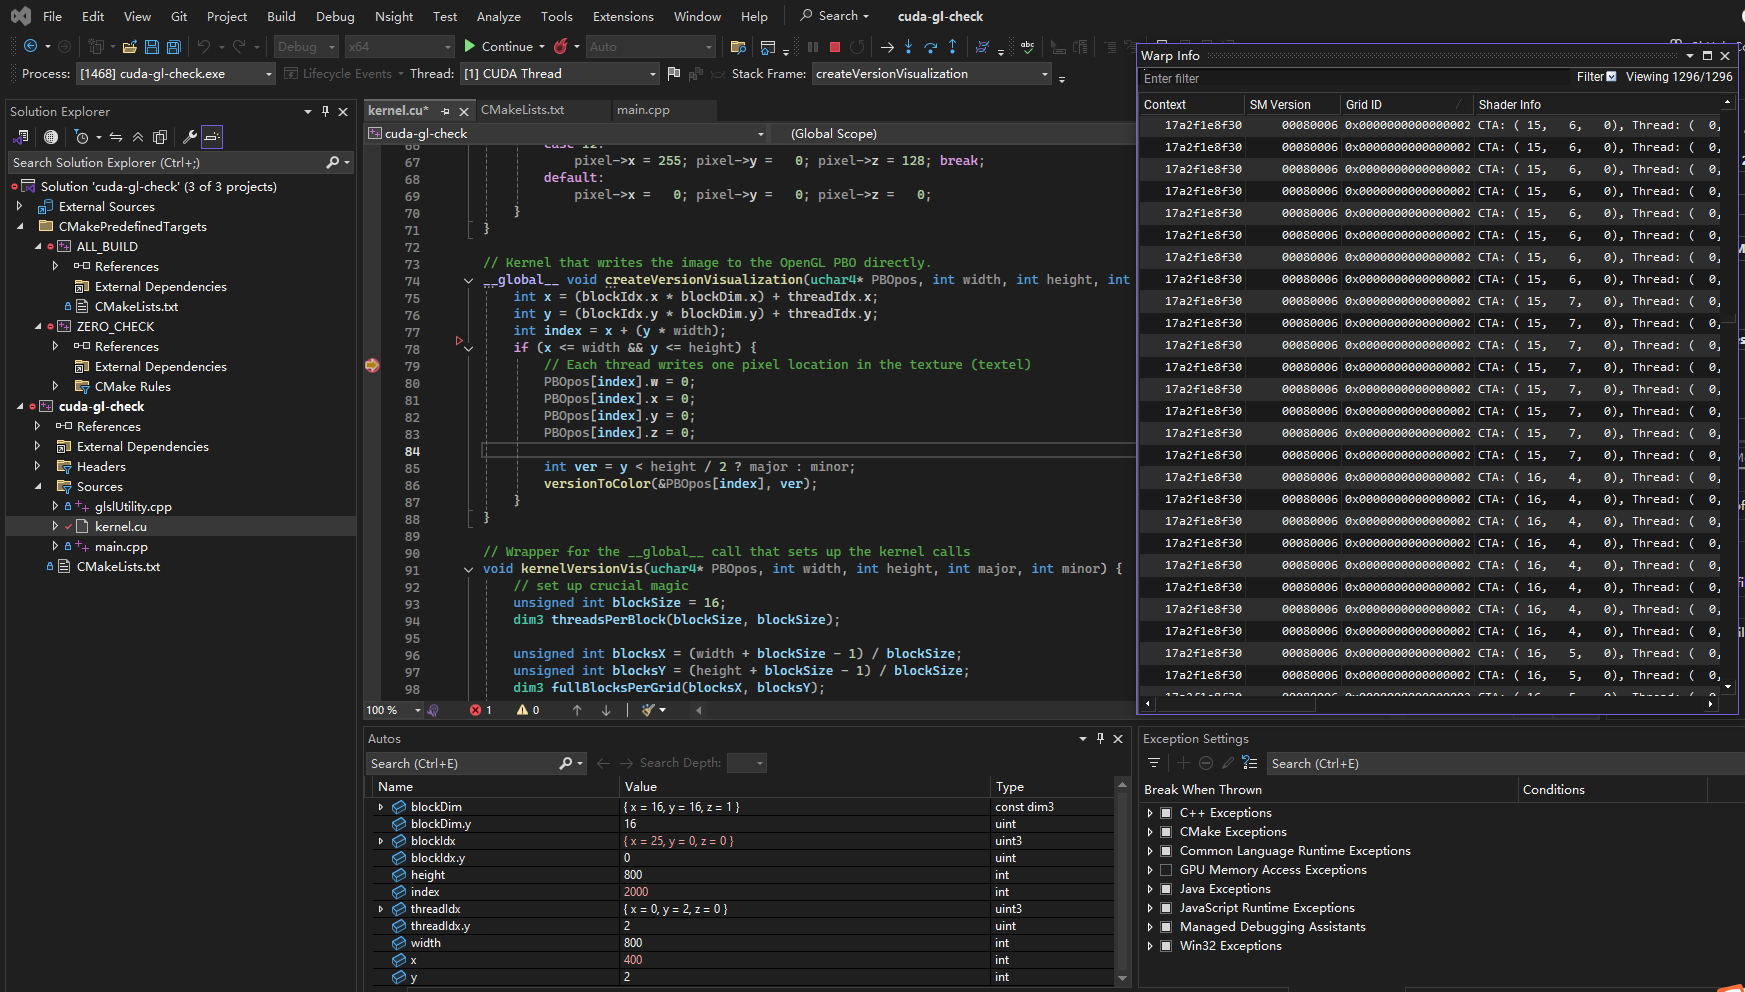 File Edit View Git Project Build Debug Nsight Test Analyze Tools Extensions Window Help Search cuda-gl-check
Debug x64 Continue Auto
Process: [1468] cuda-gl-check.exe Lifecycle Events Thread: [1] CUDA Thread Stack Frame: createVersionVisualization
Solution Explorer
Search Solution Explorer (Ctrl+;)
Solution 'cuda-gl-check' (3 of 3 projects)
External Sources
CMakePredefinedTargets
ALL_BUILD
References
External Dependencies
CMakeLists.txt
ZERO_CHECK
References
External Dependencies
CMake Rules
cuda-gl-check
References
External Dependencies
Headers
Sources
glslUtility.cpp
kernel.cu
main.cpp
CMakeLists.txt
kernel.cu* CMakeLists.txt main.cpp
cuda-gl-check (Global Scope)
66 case 12:
67 pixel->x = 255; pixel->y = 0; pixel->z = 128; break;
68 default:
69 pixel->x = 0; pixel->y = 0; pixel->z = 0;
70 }
71 }
72
73 // Kernel that writes the image to the OpenGL PBO directly.
74 __global__ void createVersionVisualization(uchar4* PBOpos, int width, int height, int
75 int x = (blockIdx.x * blockDim.x) + threadIdx.x;
76 int y = (blockIdx.y * blockDim.y) + threadIdx.y;
77 int index = x + (y * width);
78 if (x <= width && y <= height) {
79 // Each thread writes one pixel location in the texture (textel)
80 PBOpos[index].w = 0;
81 PBOpos[index].x = 0;
82 PBOpos[index].y = 0;
83 PBOpos[index].z = 0;
84
85 int ver = y < height / 2 ? major : minor;
86 versionToColor(&PBOpos[index], ver);
87 }
88 }
89
90 // Wrapper for the __global__ call that sets up the kernel calls
91 void kernelVersionVis(uchar4* PBOpos, int width, int height, int major, int minor) {
92 // set up crucial magic
93 unsigned int blockSize = 16;
94 dim3 threadsPerBlock(blockSize, blockSize);
95
96 unsigned int blocksX = (width + blockSize - 1) / blockSize;
97 unsigned int blocksY = (height + blockSize - 1) / blockSize;
98 dim3 fullBlocksPerGrid(blocksX, blocksY);
100 % 1 0
Warp Info
Enter filter Filter Viewing 1296/1296
Context SM Version Grid ID Shader Info
17a2f1e8f30 00080006 0x0000000000000002 CTA: ( 15, 6, 0), Thread: ( 0,
17a2f1e8f30 00080006 0x0000000000000002 CTA: ( 15, 6, 0), Thread: ( 0,
17a2f1e8f30 00080006 0x0000000000000002 CTA: ( 15, 6, 0), Thread: ( 0,
17a2f1e8f30 00080006 0x0000000000000002 CTA: ( 15, 6, 0), Thread: ( 0,
17a2f1e8f30 00080006 0x0000000000000002 CTA: ( 15, 6, 0), Thread: ( 0,
17a2f1e8f30 00080006 0x0000000000000002 CTA: ( 15, 6, 0), Thread: ( 0,
17a2f1e8f30 00080006 0x0000000000000002 CTA: ( 15, 6, 0), Thread: ( 0,
17a2f1e8f30 00080006 0x0000000000000002 CTA: ( 15, 6, 0), Thread: ( 0,
17a2f1e8f30 00080006 0x0000000000000002 CTA: ( 15, 7, 0), Thread: ( 0,
17a2f1e8f30 00080006 0x0000000000000002 CTA: ( 15, 7, 0), Thread: ( 0,
17a2f1e8f30 00080006 0x0000000000000002 CTA: ( 15, 7, 0), Thread: ( 0,
17a2f1e8f30 00080006 0x0000000000000002 CTA: ( 15, 7, 0), Thread: ( 0,
17a2f1e8f30 00080006 0x0000000000000002 CTA: ( 15, 7, 0), Thread: ( 0,
17a2f1e8f30 00080006 0x0000000000000002 CTA: ( 15, 7, 0), Thread: ( 0,
17a2f1e8f30 00080006 0x0000000000000002 CTA: ( 15, 7, 0), Thread: ( 0,
17a2f1e8f30 00080006 0x0000000000000002 CTA: ( 15, 7, 0), Thread: ( 0,
17a2f1e8f30 00080006 0x0000000000000002 CTA: ( 16, 4, 0), Thread: ( 0,
17a2f1e8f30 00080006 0x0000000000000002 CTA: ( 16, 4, 0), Thread: ( 0,
17a2f1e8f30 00080006 0x0000000000000002 CTA: ( 16, 4, 0), Thread: ( 0,
17a2f1e8f30 00080006 0x0000000000000002 CTA: ( 16, 4, 0), Thread: ( 0,
17a2f1e8f30 00080006 0x0000000000000002 CTA: ( 16, 4, 0), Thread: ( 0,
17a2f1e8f30 00080006 0x0000000000000002 CTA: ( 16, 4, 0), Thread: ( 0,
17a2f1e8f30 00080006 0x0000000000000002 CTA: ( 16, 4, 0), Thread: ( 0,
17a2f1e8f30 00080006 0x0000000000000002 CTA: ( 16, 4, 0), Thread: ( 0,
17a2f1e8f30 00080006 0x0000000000000002 CTA: ( 16, 5, 0), Thread: ( 0,
17a2f1e8f30 00080006 0x0000000000000002 CTA: ( 16, 5, 0), Thread: ( 0,
17a2f1e8f30 00080006 0x0000000000000002 CTA: ( 16, 5, 0), Thread: ( 0,
Autos
Search (Ctrl+E) Search Depth:
Name Value Type
blockDim { x = 16, y = 16, z = 1 } const dim3
blockDim.y 16 uint
blockIdx { x = 25, y = 0, z = 0 } uint3
blockIdx.y 0 uint
height 800 int
index 2000 int
threadIdx { x = 0, y = 2, z = 0 } uint3
threadIdx.y 2 uint
width 800 int
x 400 int
y 2 int
Exception Settings
Search (Ctrl+E)
Break When Thrown Conditions
C++ Exceptions
CMake Exceptions
Common Language Runtime Exceptions
GPU Memory Access Exceptions
Java Exceptions
JavaScript Runtime Exceptions
Managed Debugging Assistants
Win32 Exceptions